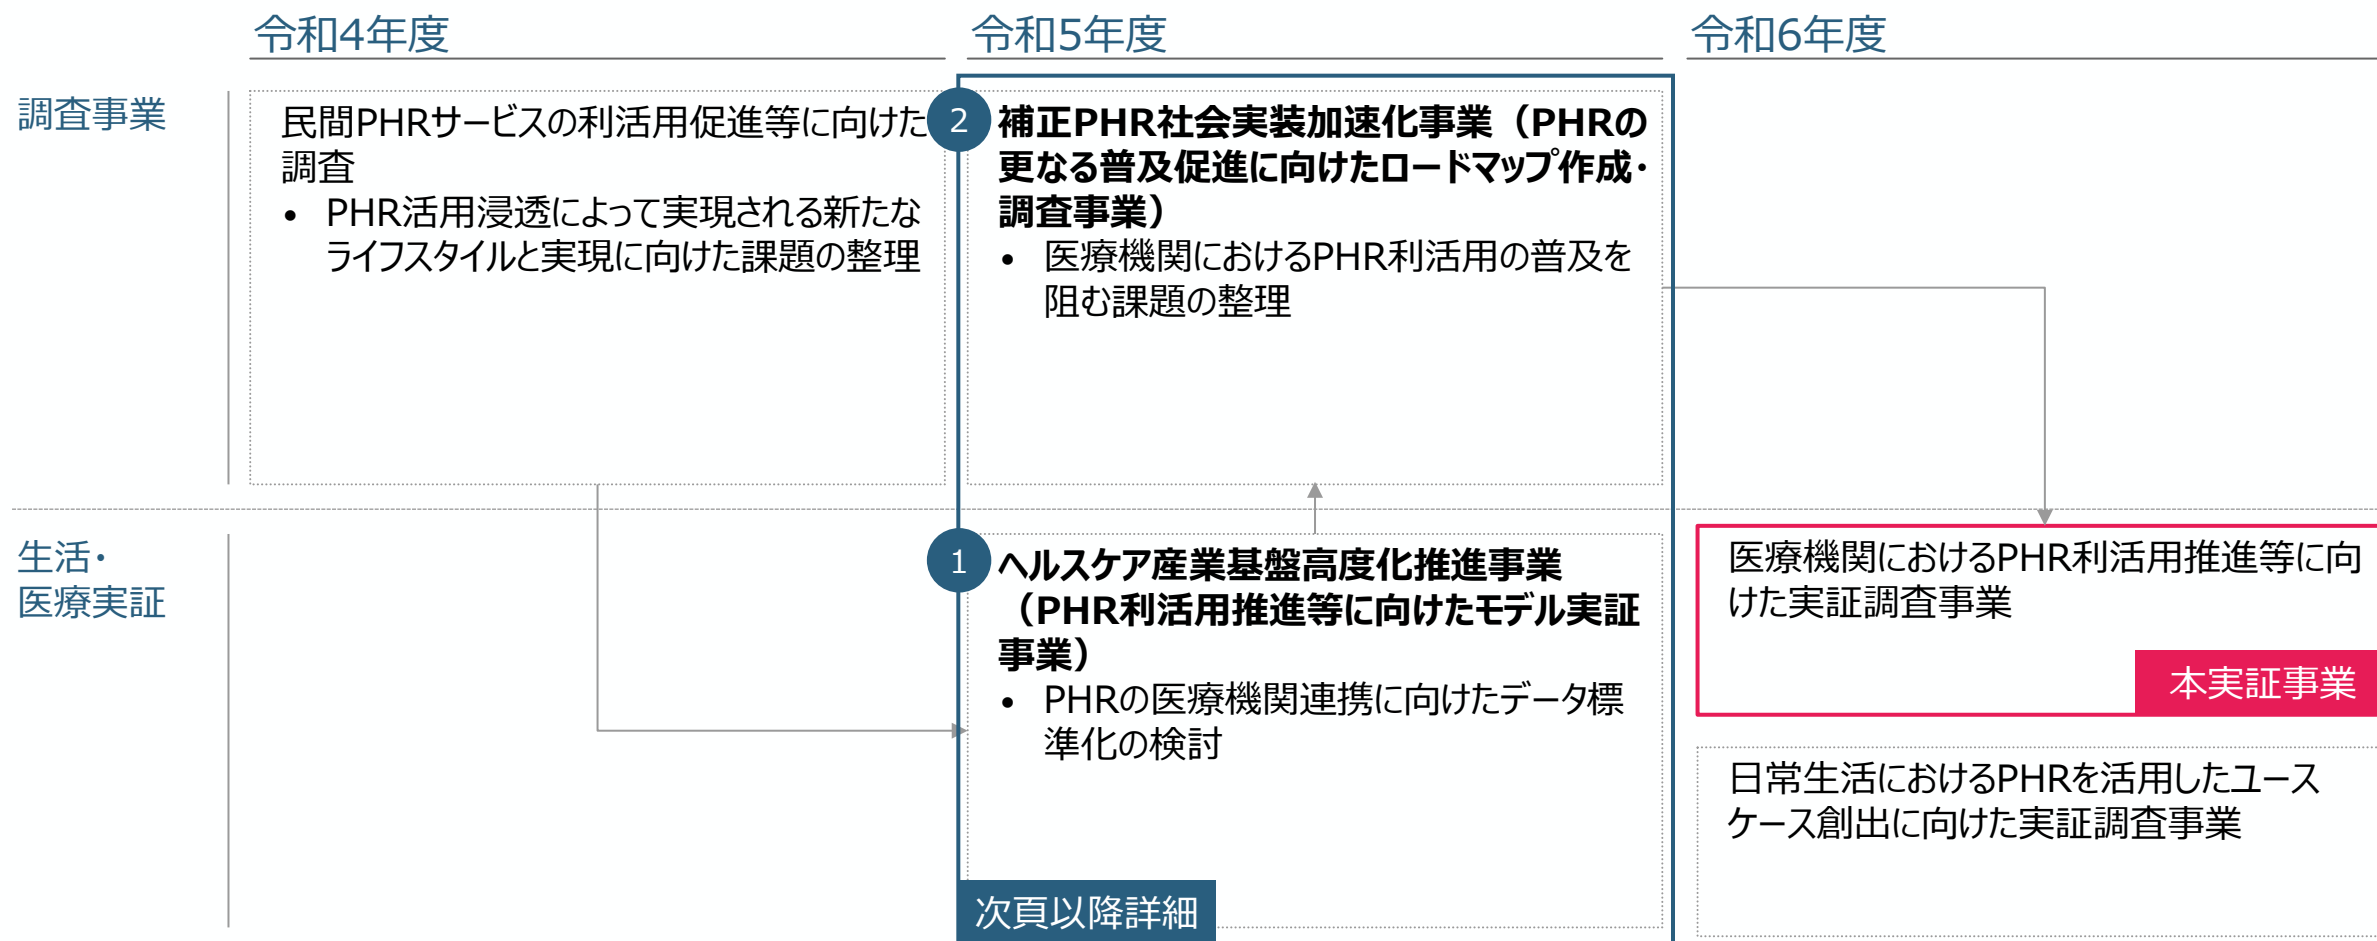 令和4年度
令和5年度
令和6年度
調査事業
民間PHRサービスの利活用促進等に向けた
調査
• PHR活用浸透によって実現される新たな
ライフスタイルと実現に向けた課題の整理
2
補正PHR社会実装加速化事業（PHRの
更なる普及促進に向けたロードマップ作成・
調査事業）
• 医療機関におけるPHR利活用の普及を
阻む課題の整理
生活・
医療実証
1
ヘルスケア産業基盤高度化推進事業
（PHR利活用推進等に向けたモデル実証
事業）
• PHRの医療機関連携に向けたデータ標
準化の検討
次頁以降詳細
医療機関におけるPHR利活用推進等に向
けた実証調査事業
本実証事業
日常生活におけるPHRを活用したユース
ケース創出に向けた実証調査事業